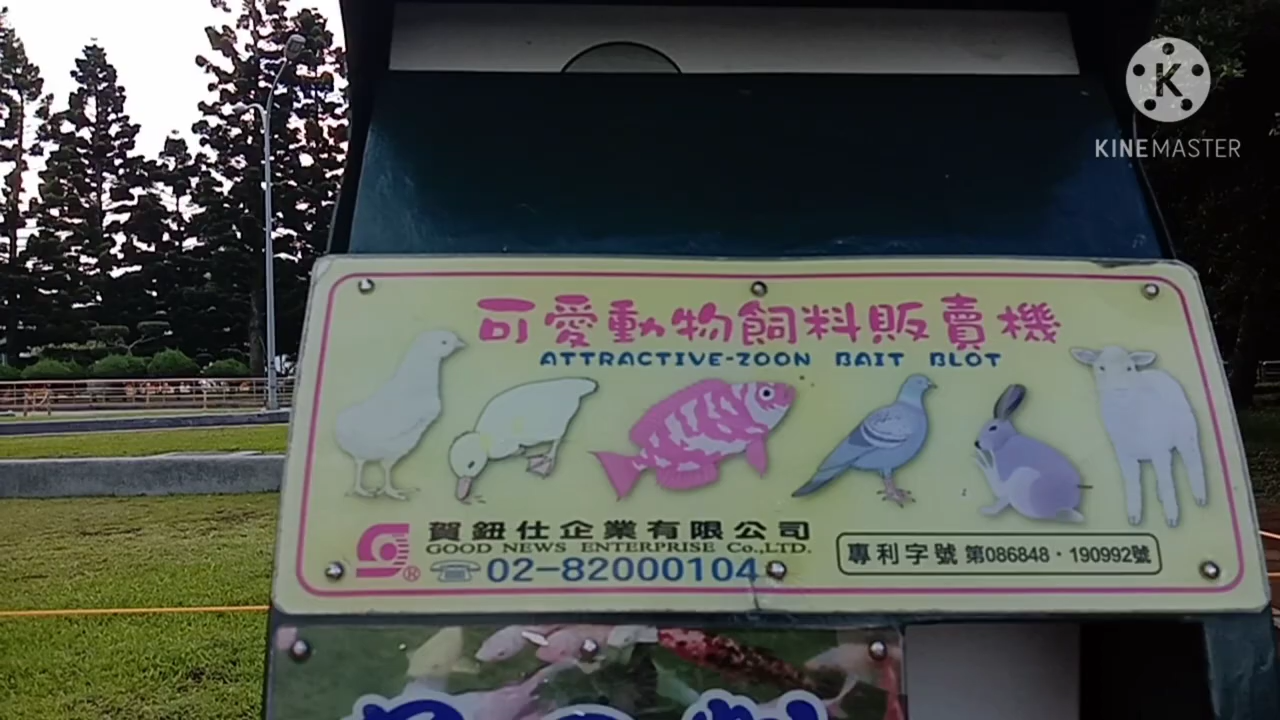 KINEMASTER
可愛動物飼料販賣機
ATTRACTIVE-ZOON BAIT BLOT
賀鈕仕企業有限公司
GOOD NEWS ENTERPRISE Co.,LTD.
02-82000104
專利字號 第086848·190992號